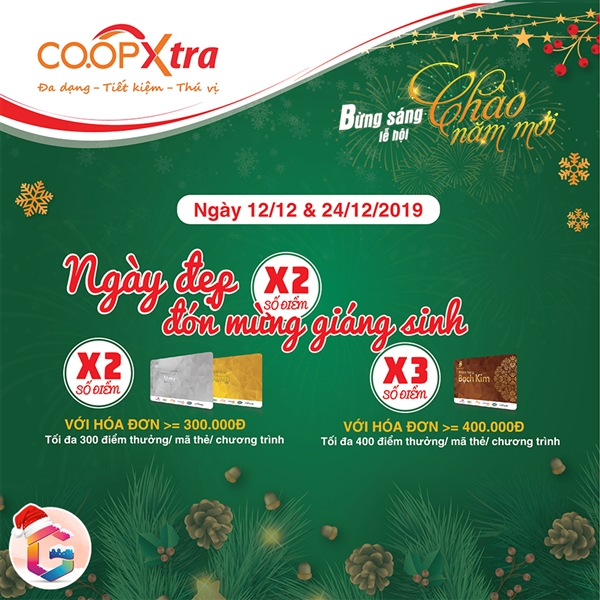 CO.OPXtra
Đa dạng - Tiết kiệm - Thú vị
Bừng sáng
lễ hội
Chào
năm mới
Ngày 12/12 & 24/12/2019
Ngày đẹp
X2
SỐ ĐIỂM
đón mừng giáng sinh
X2
SỐ ĐIỂM
VỚI HÓA ĐƠN >= 300.000Đ
Tối đa 300 điểm thưởng/ mã thẻ/ chương trình
X3
SỐ ĐIỂM
Bạch Kim
VỚI HÓA ĐƠN >= 400.000Đ
Tối đa 400 điểm thưởng/ mã thẻ/ chương trình